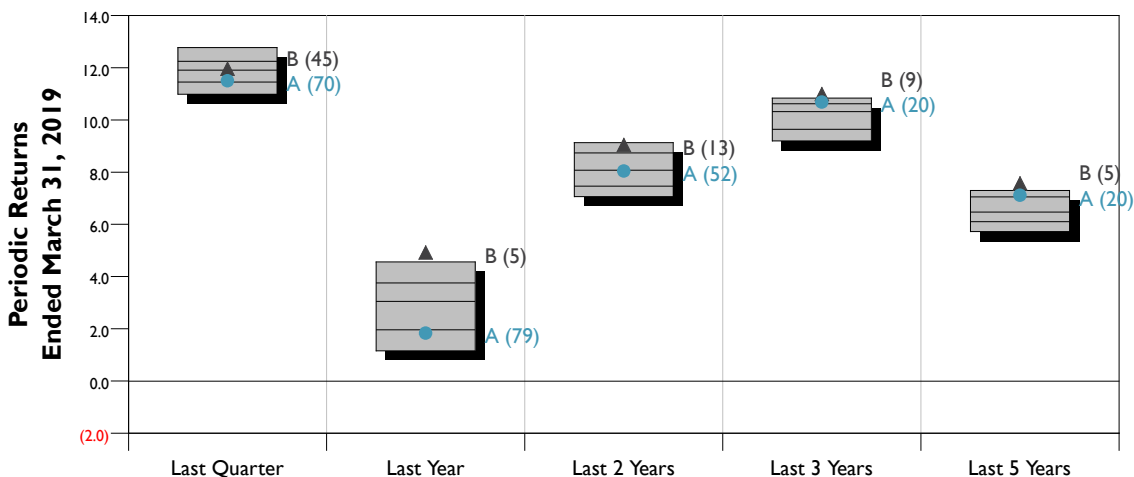 Periodic Returns
Ended March 31, 2019
14.0
12.0
10.0
8.0
6.0
4.0
2.0
0.0
(2.0)
B (45)
A (70)
B (5)
A (79)
B (13)
A (52)
B (9)
A (20)
B (5)
A (20)
Last Quarter
Last Year
Last 2 Years
Last 3 Years
Last 5 Years